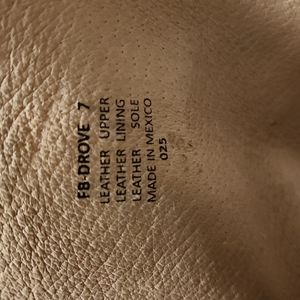 FB-DROVE 7
LEATHER UPPER
LEATHER LINING
LEATHER SOLE
MADE IN MEXICO
025